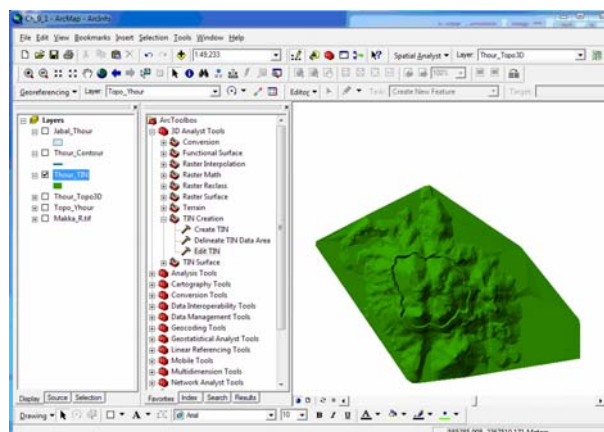 Ch_9_1 - ArcMap - ArcInfo
File Edit View Bookmarks Insert Selection Tools Window Help
1:49,233
Spatial Analyst Layer: Thour_Topo3D
100%
Georeferencing Layer: Topo_Yhour
Editor Task: Create New Feature Target:
Layers
Jabal_Thour
Thour_Contour
Thour_TIN
Thour_Topo3D
Topo_Yhour
Makka_R.tif
ArcToolbox
3D Analyst Tools
Conversion
Functional Surface
Raster Interpolation
Raster Math
Raster Reclass
Raster Surface
Terrain
TIN Creation
Create TIN
Delineate TIN Data Area
Edit TIN
TIN Surface
Analysis Tools
Cartography Tools
Conversion Tools
Data Interoperability Tools
Data Management Tools
Geocoding Tools
Geostatistical Analyst Tools
Linear Referencing Tools
Mobile Tools
Multidimension Tools
Network Analyst Tools
Display Source Selection
Favorites Index Search Results
Drawing A Arial 10 B I U A